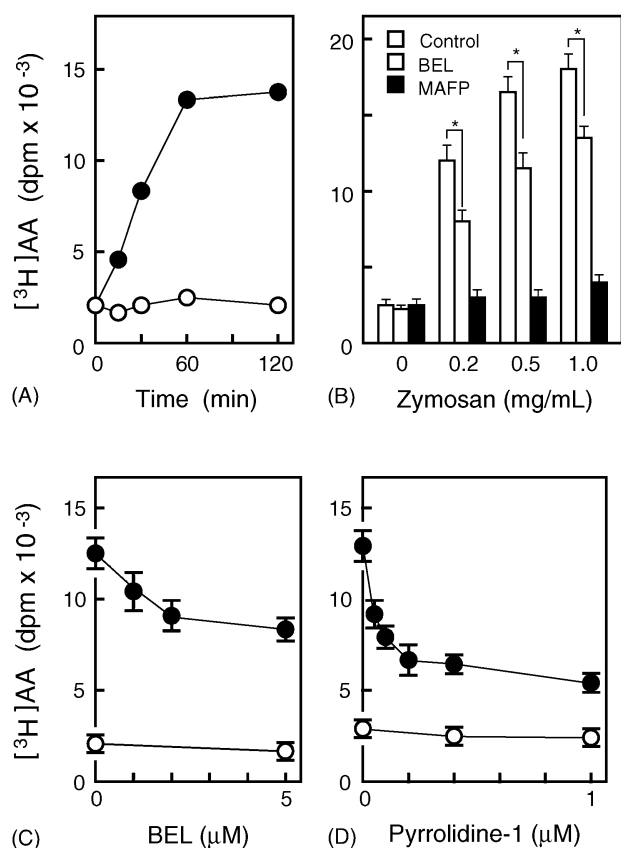 15
10
5
0
[³H]AA (dpm x 10⁻³)
0 60 120
(A) Time (min)
20
10
0
Control
BEL
MAFP
* * *
0 0.2 0.5 1.0
(B) Zymosan (mg/mL)
15
10
5
0
[³H]AA (dpm x 10⁻³)
0 5
(C) BEL (μM)
15
10
5
0
0 1
(D) Pyrrolidine-1 (μM)